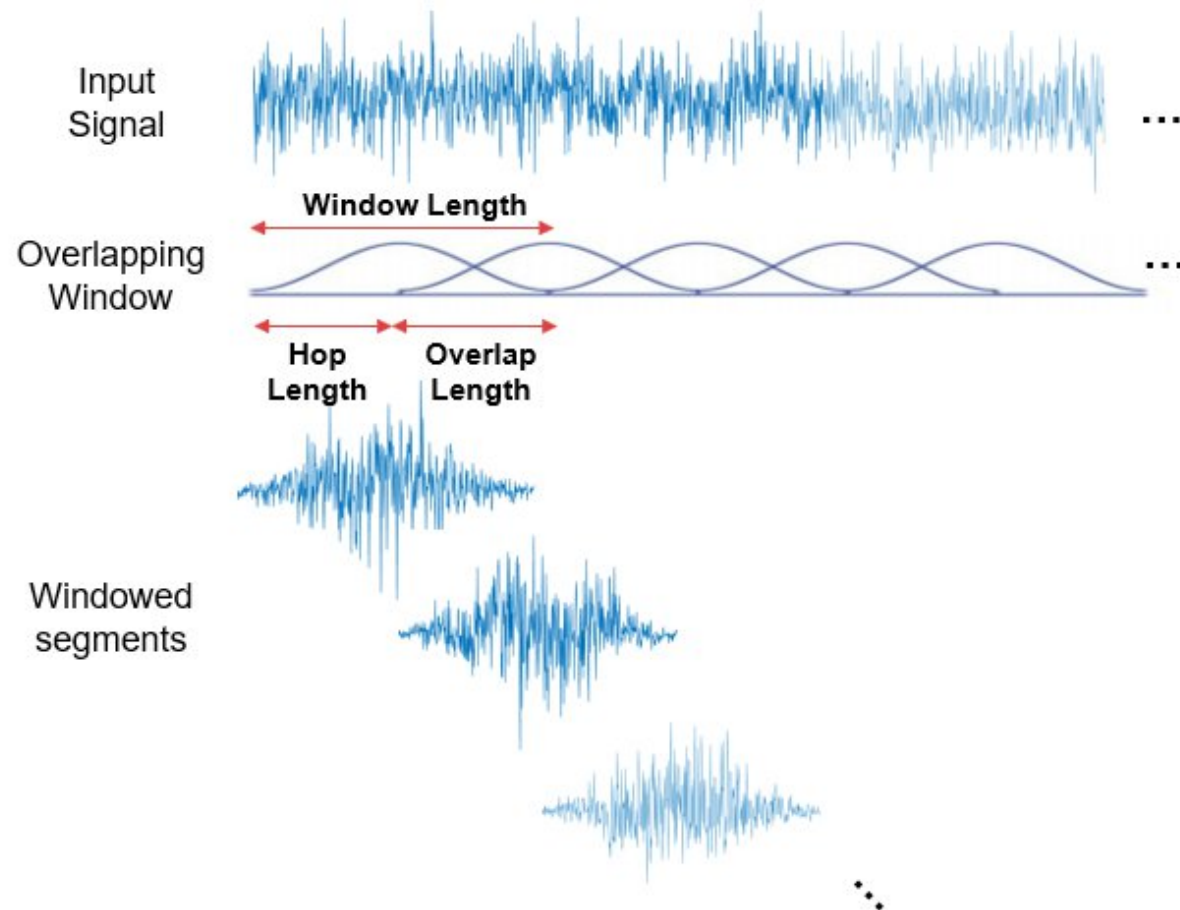 Input
Signal
...
Window Length
Overlapping
Window
...
Hop
Length
Overlap
Length
Windowed
segments
...